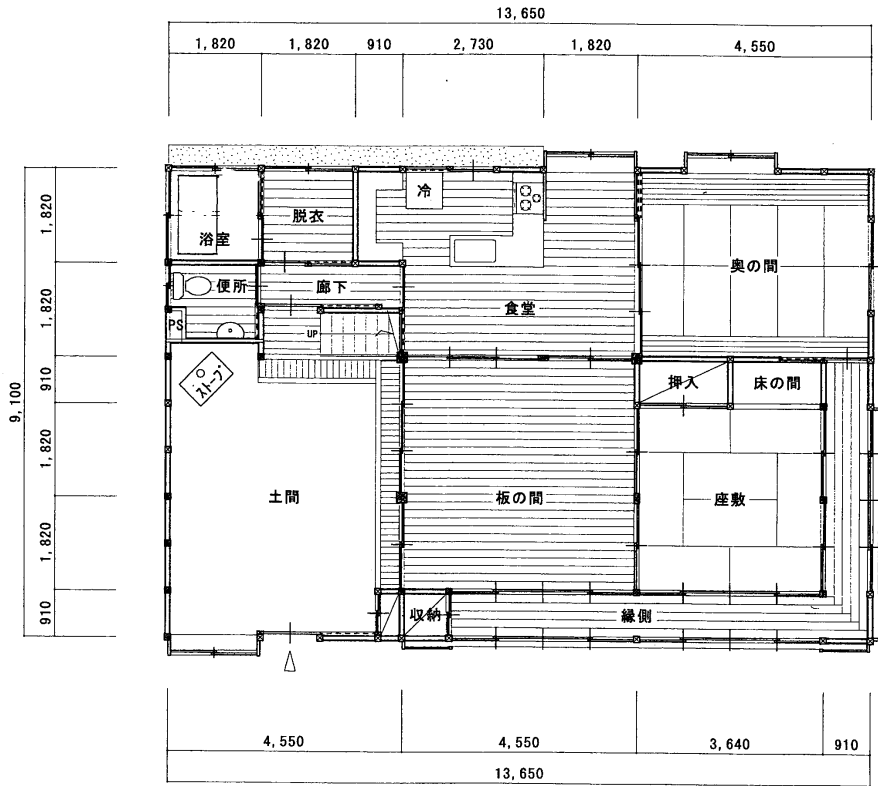 13,650
1,820 1,820 910 2,730 1,820 4,550
9,100
1,820
1,820
910
1,820
1,820
910
浴室
脱衣
冷
奥の間
便所
廊下
食堂
PS
UP
ストーブ
押入
床の間
土間
板の間
座敷
収納
縁側
4,550 4,550 3,640 910
13,650